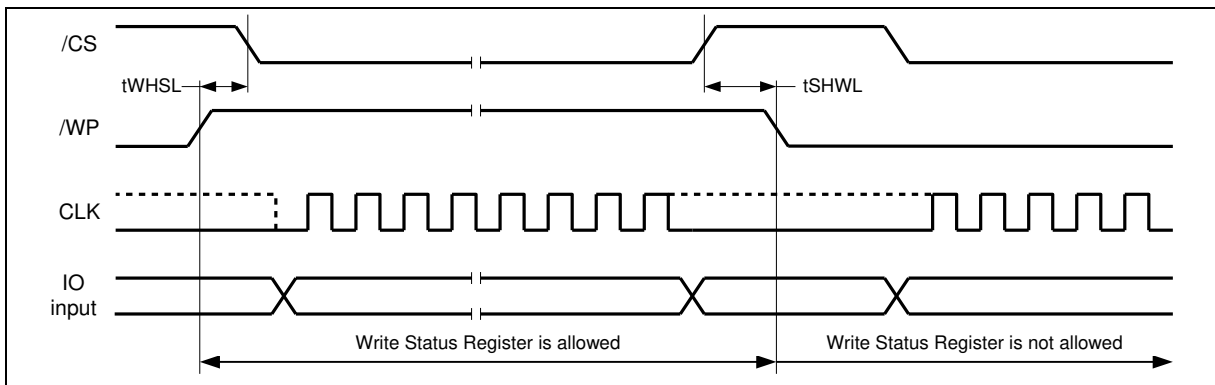 /CS
tWHSL
tSHWL
/WP
CLK
IO
input
Write Status Register is allowed
Write Status Register is not allowed